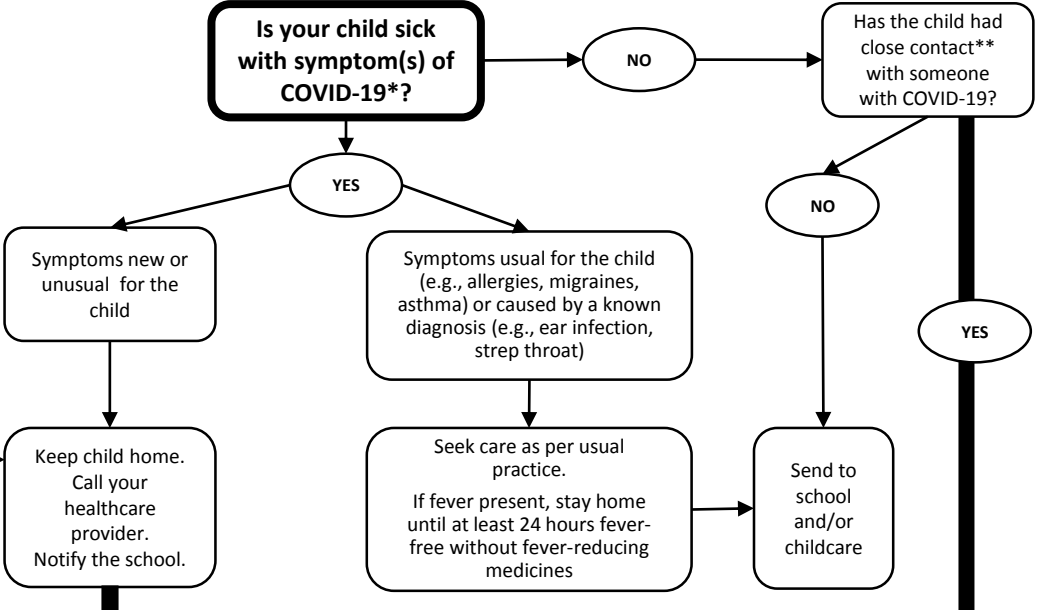 Is your child sick
with symptom(s) of
COVID-19*?
NO
Has the child had
close contact**
with someone
with COVID-19?
YES
NO
Symptoms new or
unusual for the
child
Symptoms usual for the child
(e.g., allergies, migraines,
asthma) or caused by a known
diagnosis (e.g., ear infection,
strep throat)
YES
Keep child home.
Call your
healthcare
provider.
Notify the school.
Seek care as per usual
practice.
If fever present, stay home
until at least 24 hours fever-
free without fever-reducing
medicines
Send to
school
and/or
childcare